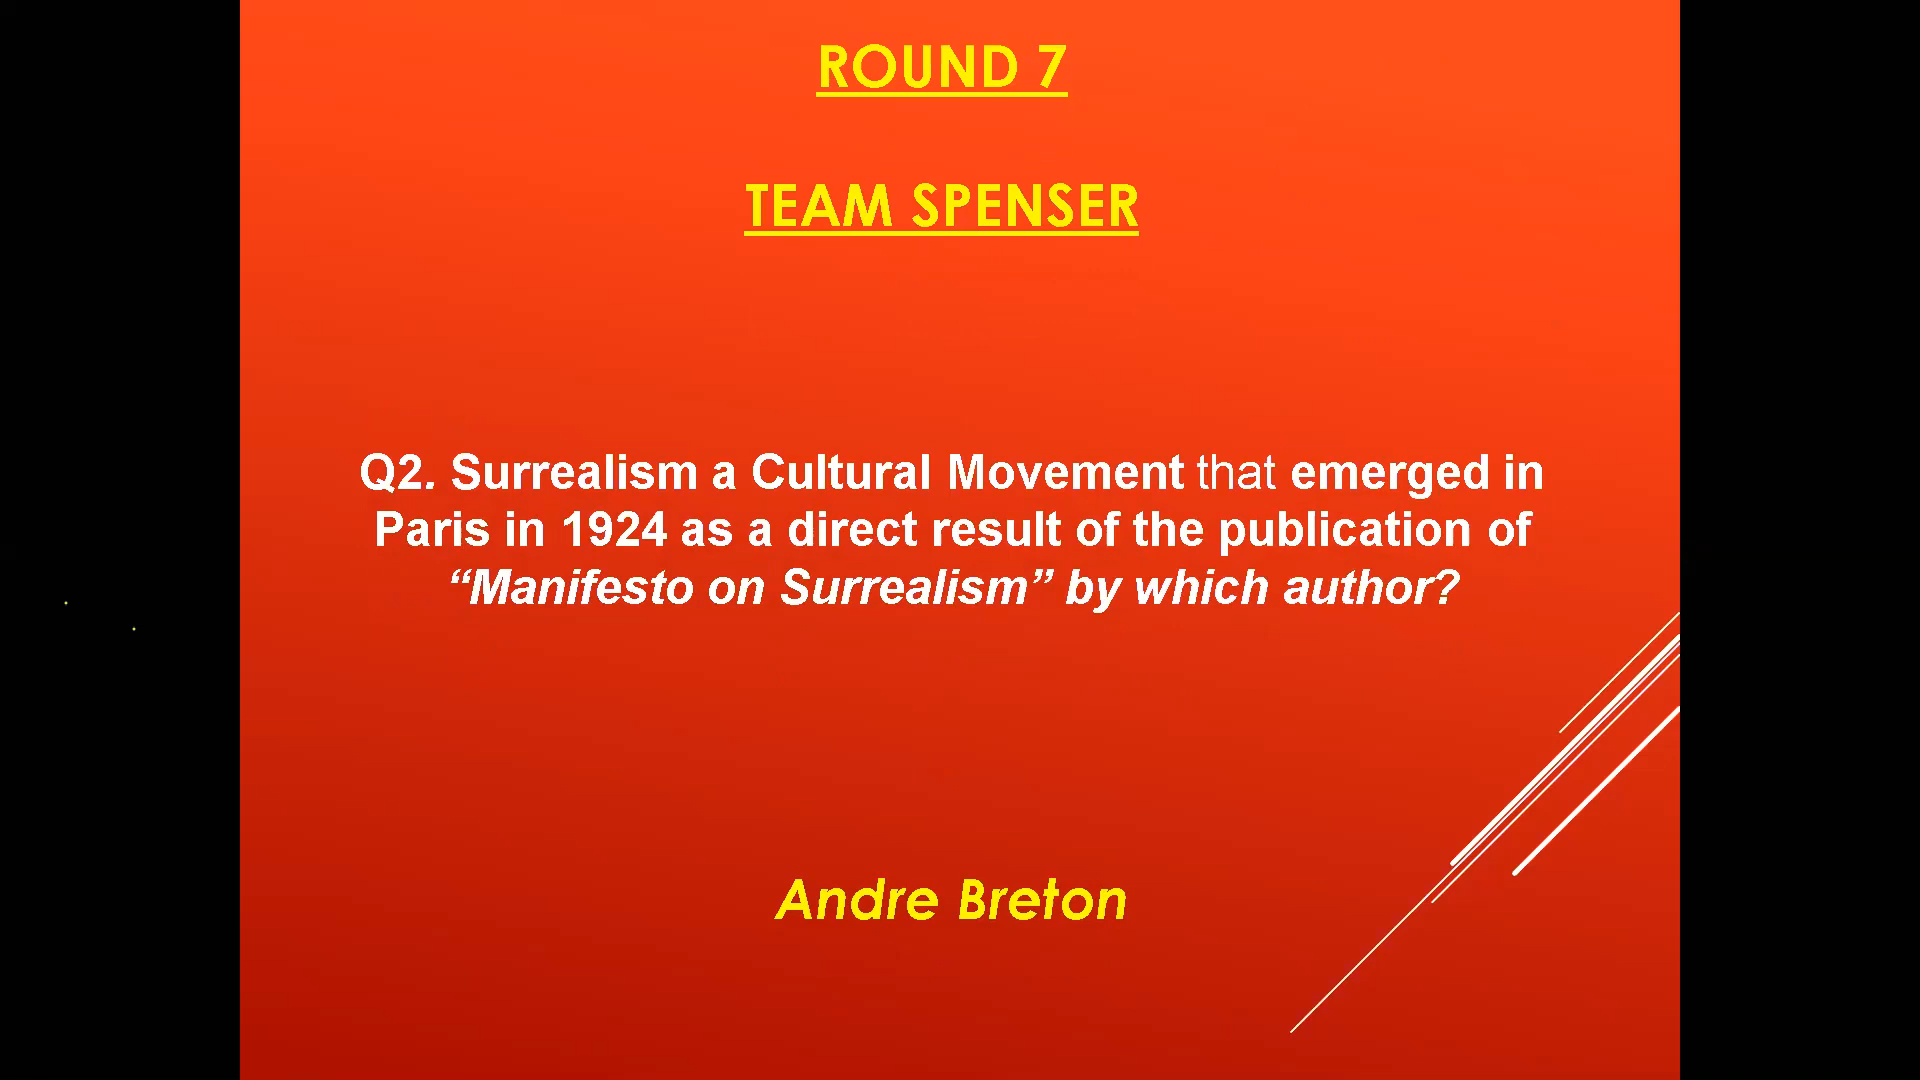 ROUND 7
TEAM SPENSER
Q2. Surrealism a Cultural Movement that emerged in
Paris in 1924 as a direct result of the publication of
“Manifesto on Surrealism” by which author?
Andre Breton